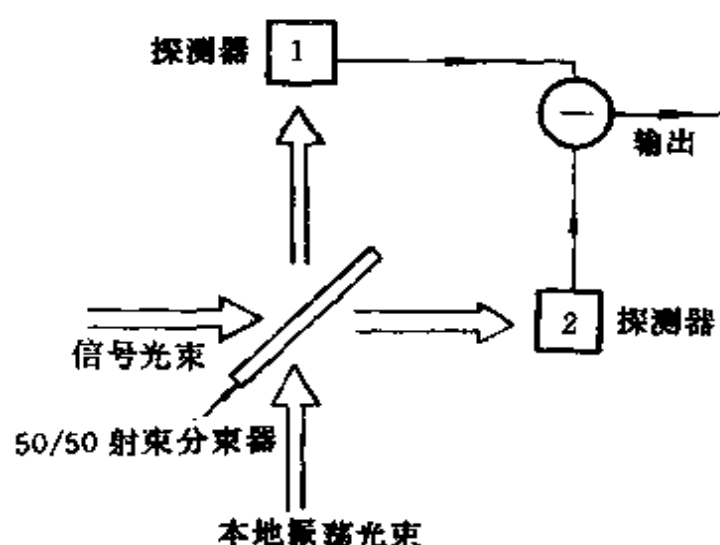 探测器 1
输出
2 探测器
信号光束
50/50 射束分束器
本地振荡光束